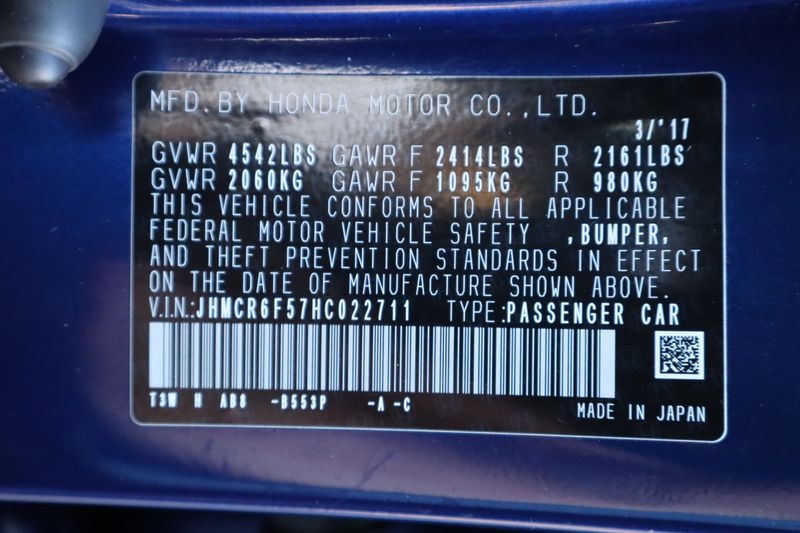 MFD. BY HONDA MOTOR CO., LTD.
3/'17
GVWR 4542LBS GAWR F 2414LBS R 2161LBS
GVWR 2060KG GAWR F 1095KG R 980KG
THIS VEHICLE CONFORMS TO ALL APPLICABLE
FEDERAL MOTOR VEHICLE SAFETY , BUMPER,
AND THEFT PREVENTION STANDARDS IN EFFECT
ON THE DATE OF MANUFACTURE SHOWN ABOVE.
V.I.N.:JHMCR6F57HC022711 TYPE:PASSENGER CAR
T3W H AB8 -B553P -A -C
MADE IN JAPAN